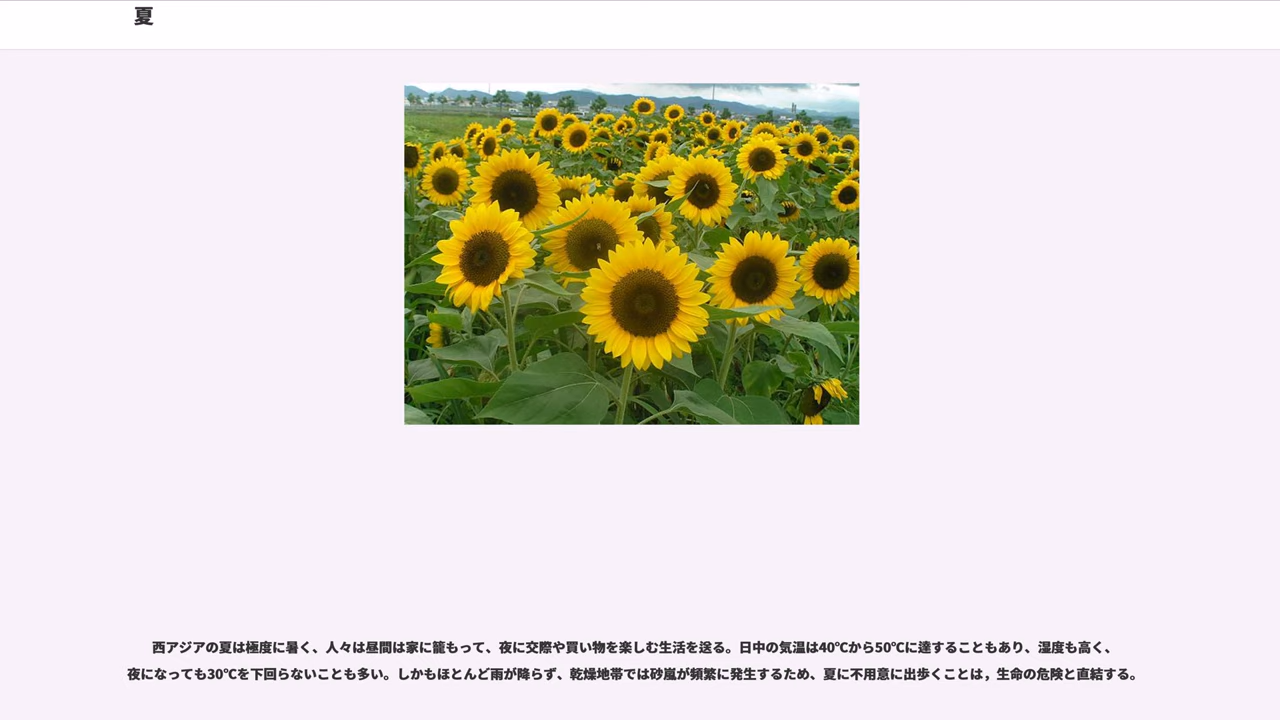 夏
西アジアの夏は極度に暑く、人々は昼間は家に籠もって、夜に交際や買い物を楽しむ生活を送る。日中の気温は40℃から50℃に達することもあり、湿度も高く、
夜になっても30℃を下回らないことも多い。しかもほとんど雨が降らず、乾燥地帯では砂嵐が頻繁に発生するため、夏に不用意に出歩くことは，生命の危険と直結する。